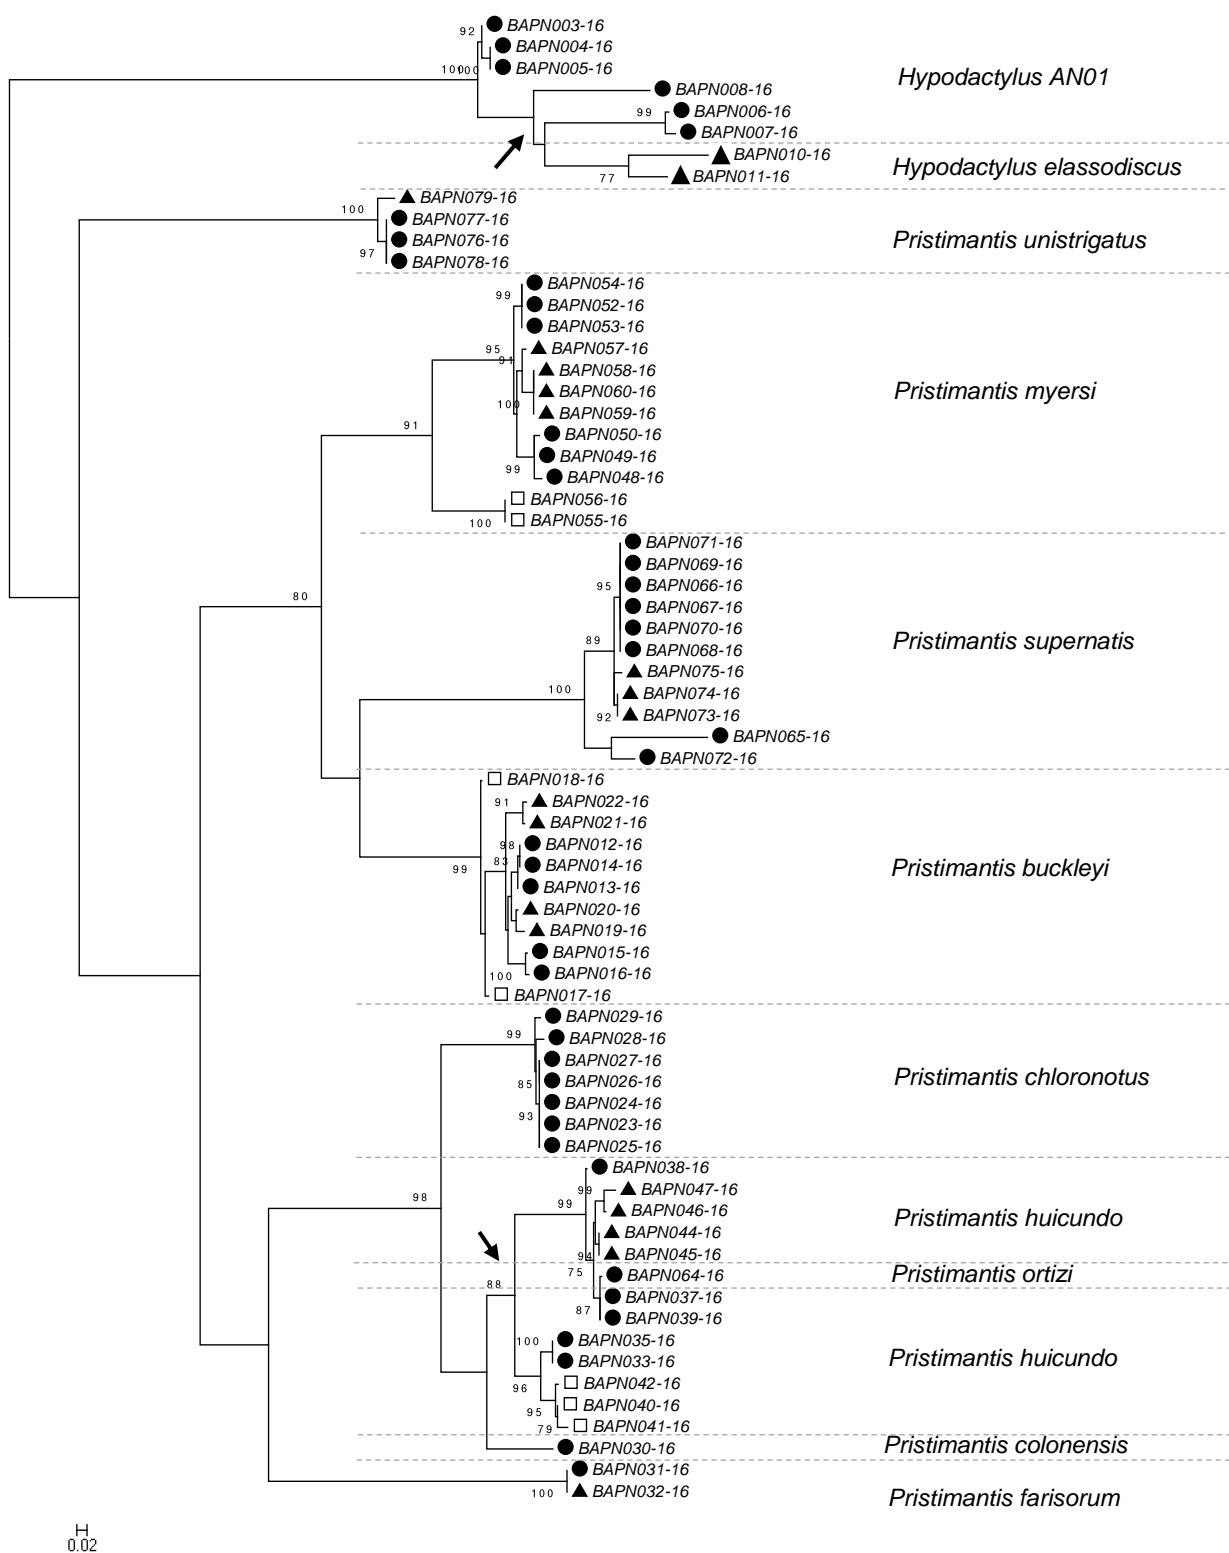 92
BAPN003-16
BAPN004-16
100
100
BAPN005-16
Hypodactylus AN01
BAPN008-16
99
BAPN006-16
BAPN007-16
BAPN010-16
Hypodactylus elassodiscus
77
BAPN011-16
BAPN079-16
100
BAPN077-16
BAPN076-16
Pristimantis unistrigatus
97
BAPN078-16
BAPN054-16
99
BAPN052-16
BAPN053-16
95
BAPN057-16
91
BAPN058-16
BAPN060-16
Pristimantis myersi
100
BAPN059-16
91
BAPN050-16
BAPN049-16
99
BAPN048-16
BAPN056-16
100
BAPN055-16
BAPN071-16
BAPN069-16
95
BAPN066-16
80
BAPN067-16
BAPN070-16
89
BAPN068-16
Pristimantis supernatis
BAPN075-16
100
BAPN074-16
92
BAPN073-16
BAPN065-16
BAPN072-16
BAPN018-16
91
BAPN022-16
BAPN021-16
98
BAPN012-16
83
BAPN014-16
99
Pristimantis buckleyi
BAPN013-16
BAPN020-16
BAPN019-16
BAPN015-16
100
BAPN016-16
BAPN017-16
BAPN029-16
99
BAPN028-16
BAPN027-16
85
BAPN026-16
Pristimantis chloronotus
BAPN024-16
93
BAPN023-16
BAPN025-16
BAPN038-16
99
BAPN047-16
98
99
BAPN046-16
Pristimantis huicundo
BAPN044-16
94
BAPN045-16
75
BAPN064-16
Pristimantis ortizi
88
BAPN037-16
87
BAPN039-16
100
BAPN035-16
BAPN033-16
Pristimantis huicundo
96
BAPN042-16
95
BAPN040-16
79
BAPN041-16
BAPN030-16
Pristimantis colonensis
BAPN031-16
100
BAPN032-16
Pristimantis farisorum
0.02